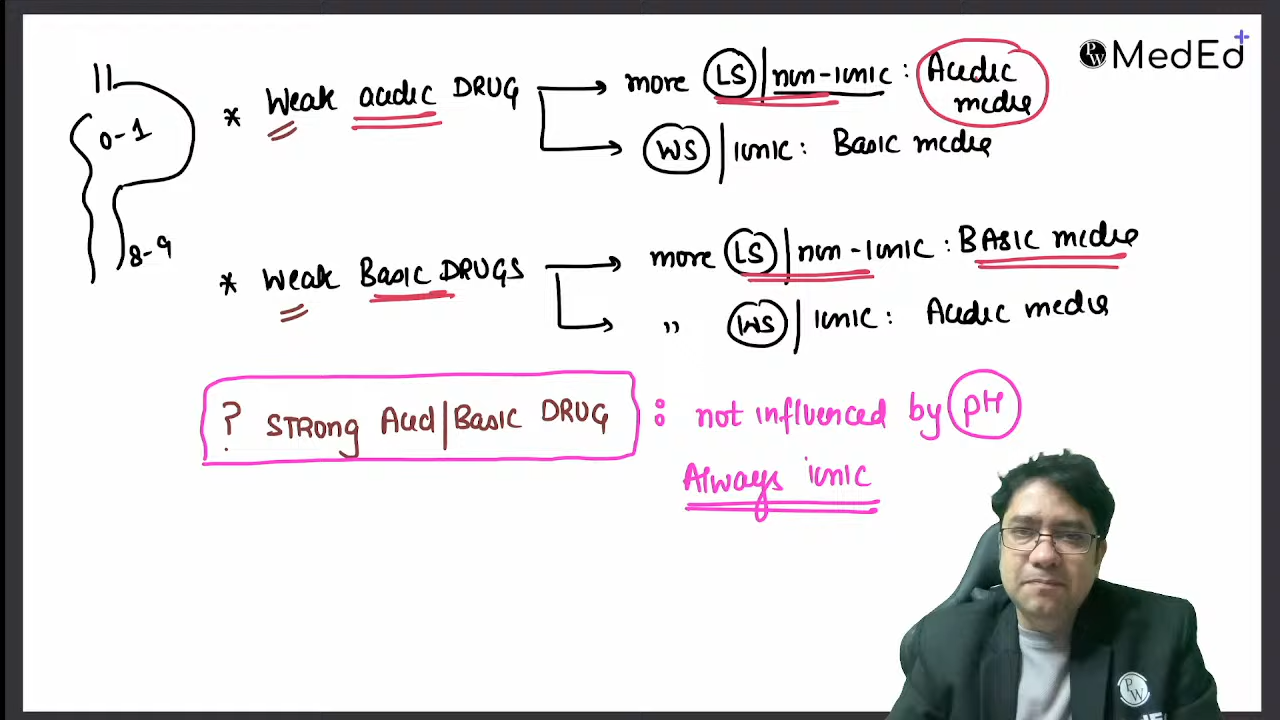 PW MedEd+
* Weak acidic DRUG → more LS | non-ionic : Acidic media
0-1
→ WS | ionic : Basic media
8-9
* Weak Basic DRUGS → more LS | non-ionic : BASIC media
→ " WS | ionic : Acidic media
? STRONG Acid | Basic DRUG : not influenced by pH
Always ionic
PW